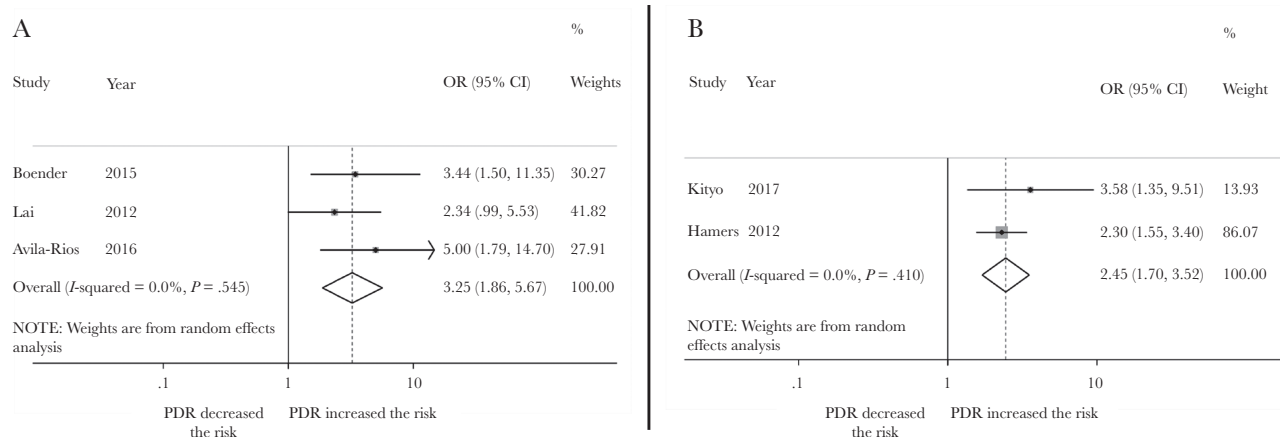 A
%
Study Year OR (95% CI) Weights
Boender 2015 3.44 (1.50, 11.35) 30.27
Lai 2012 2.34 (.99, 5.53) 41.82
Avila-Rios 2016 5.00 (1.79, 14.70) 27.91
Overall (I-squared = 0.0%, P = .545) 3.25 (1.86, 5.67) 100.00
NOTE: Weights are from random effects
analysis
.1 1 10
PDR decreased PDR increased the risk
the risk
B
%
Study Year OR (95% CI) Weight
Kityo 2017 3.58 (1.35, 9.51) 13.93
Hamers 2012 2.30 (1.55, 3.40) 86.07
Overall (I-squared = 0.0%, P = .410) 2.45 (1.70, 3.52) 100.00
NOTE: Weights are from random
effects analysis
.1 1 10
PDR decreased PDR increased the risk
the risk